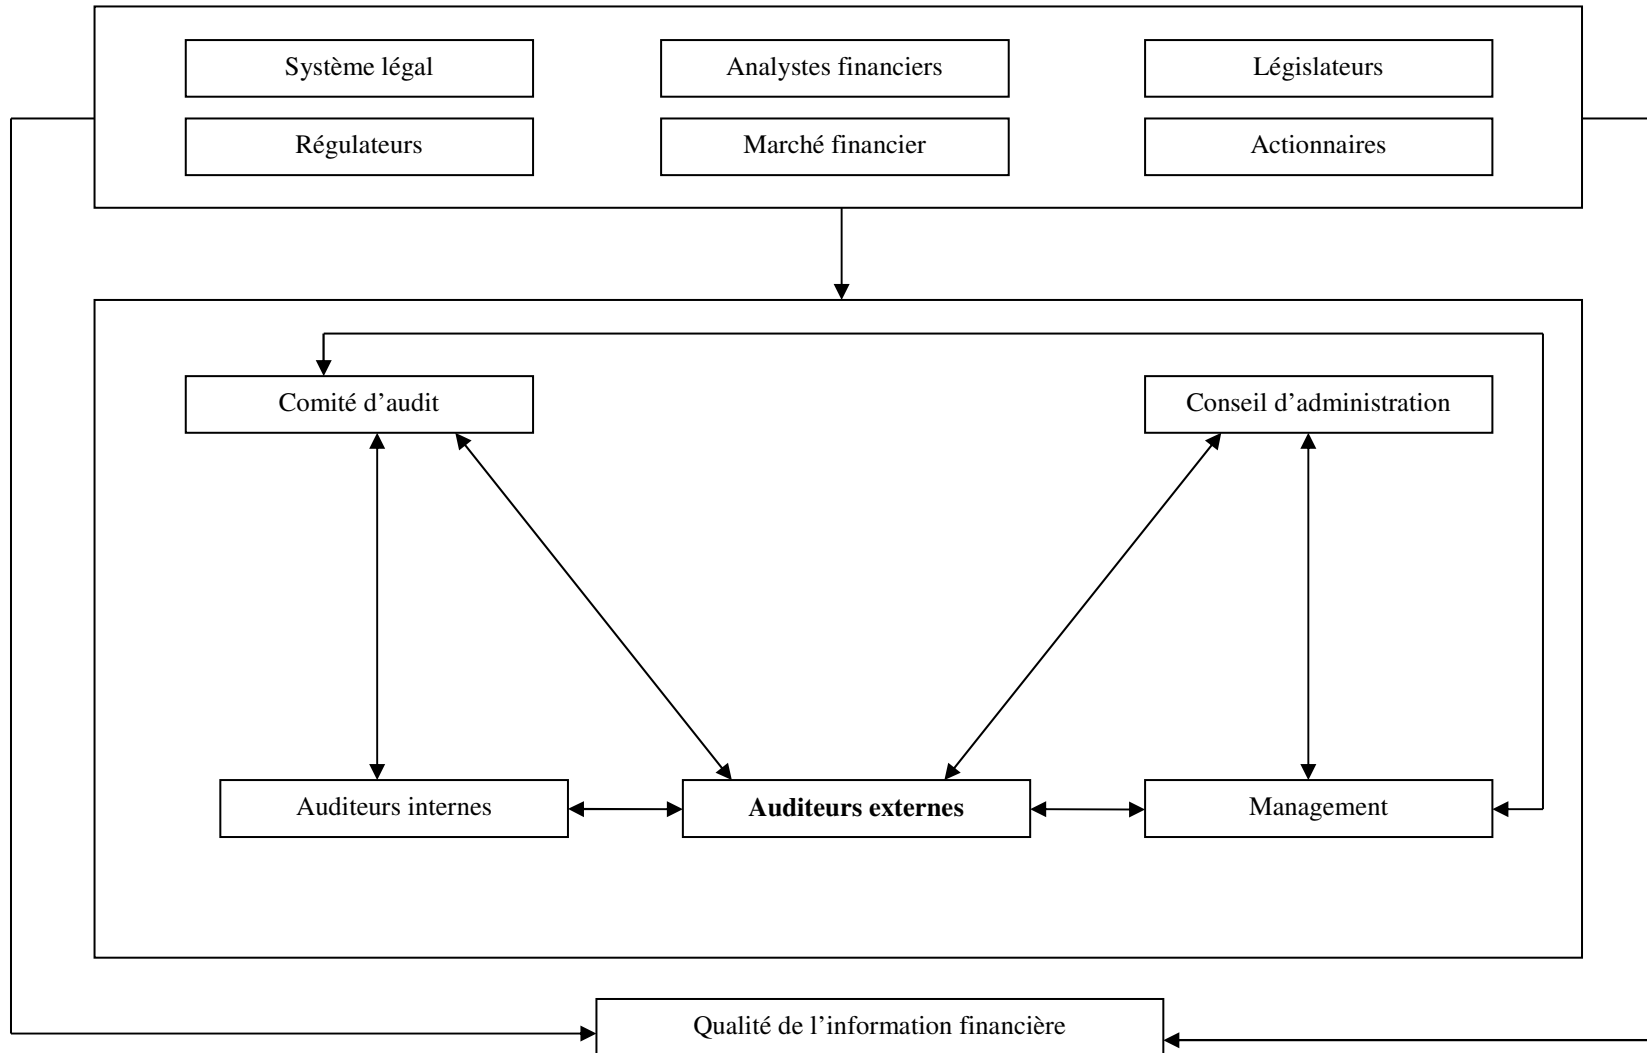 Système légal
Analystes financiers
Législateurs
Régulateurs
Marché financier
Actionnaires
Comité d’audit
Conseil d’administration
Auditeurs internes
Auditeurs externes
Management
Qualité de l’information financière